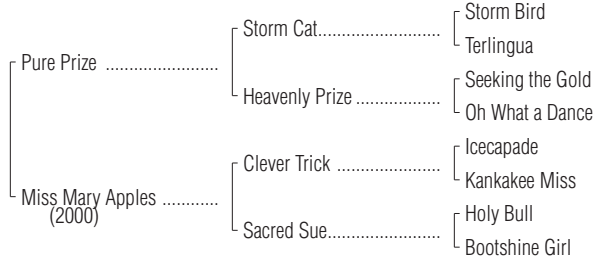 Storm Bird
Storm Cat..............................
Terlingua
Pure Prize ........................
Seeking the Gold
Heavenly Prize .....................
Oh What a Dance
Icecapade
Clever Trick .........................
Kankakee Miss
Miss Mary Apples ............
(2000)
Holy Bull
Sacred Sue............................
Bootshine Girl